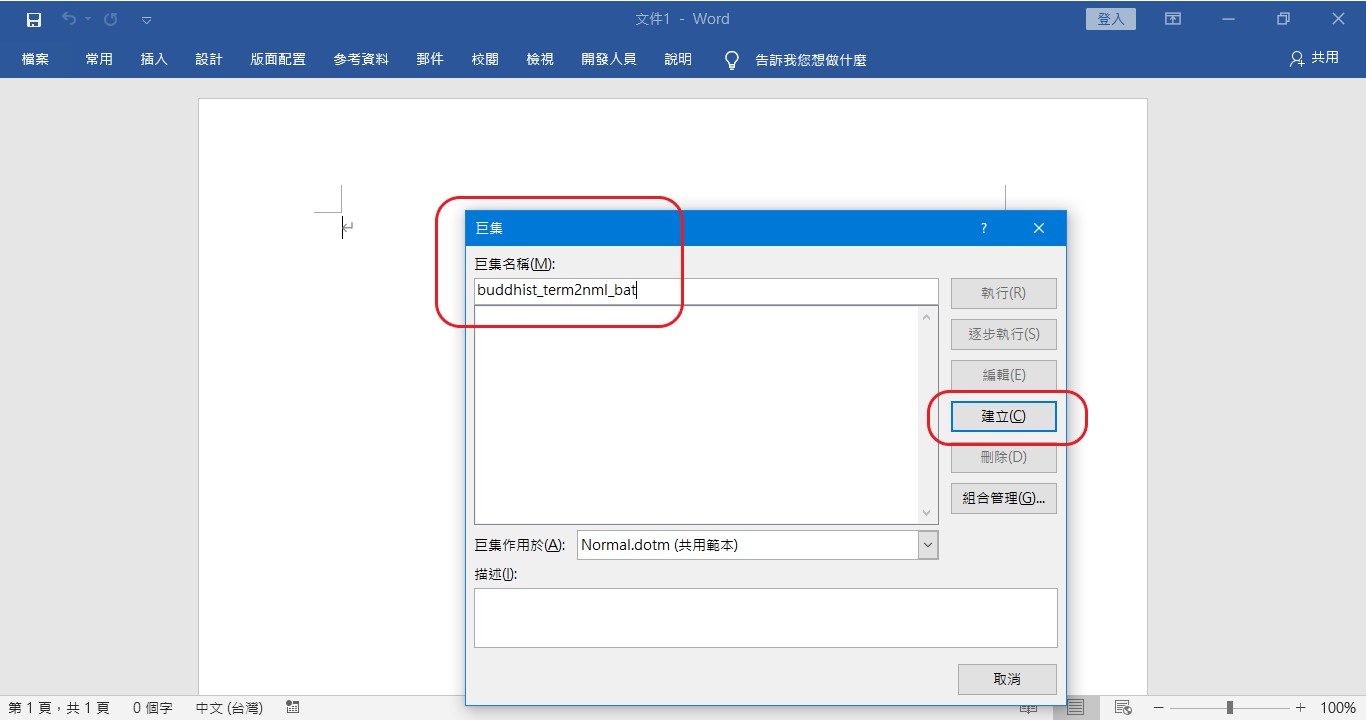 文件1 - Word
登入
檔案 常用 插入 設計 版面配置 參考資料 郵件 校閱 檢視 開發人員 說明 告訴我您想做什麼 共用
巨集 ?
巨集名稱(M):
buddhist_term2nml_bat
執行(R)
逐步執行(S)
編輯(E)
建立(C)
刪除(D)
組合管理(G)...
巨集作用於(A): Normal.dotm (共用範本)
描述(I):
取消
第 1 頁，共 1 頁 0 個字 中文 (台灣) 100%